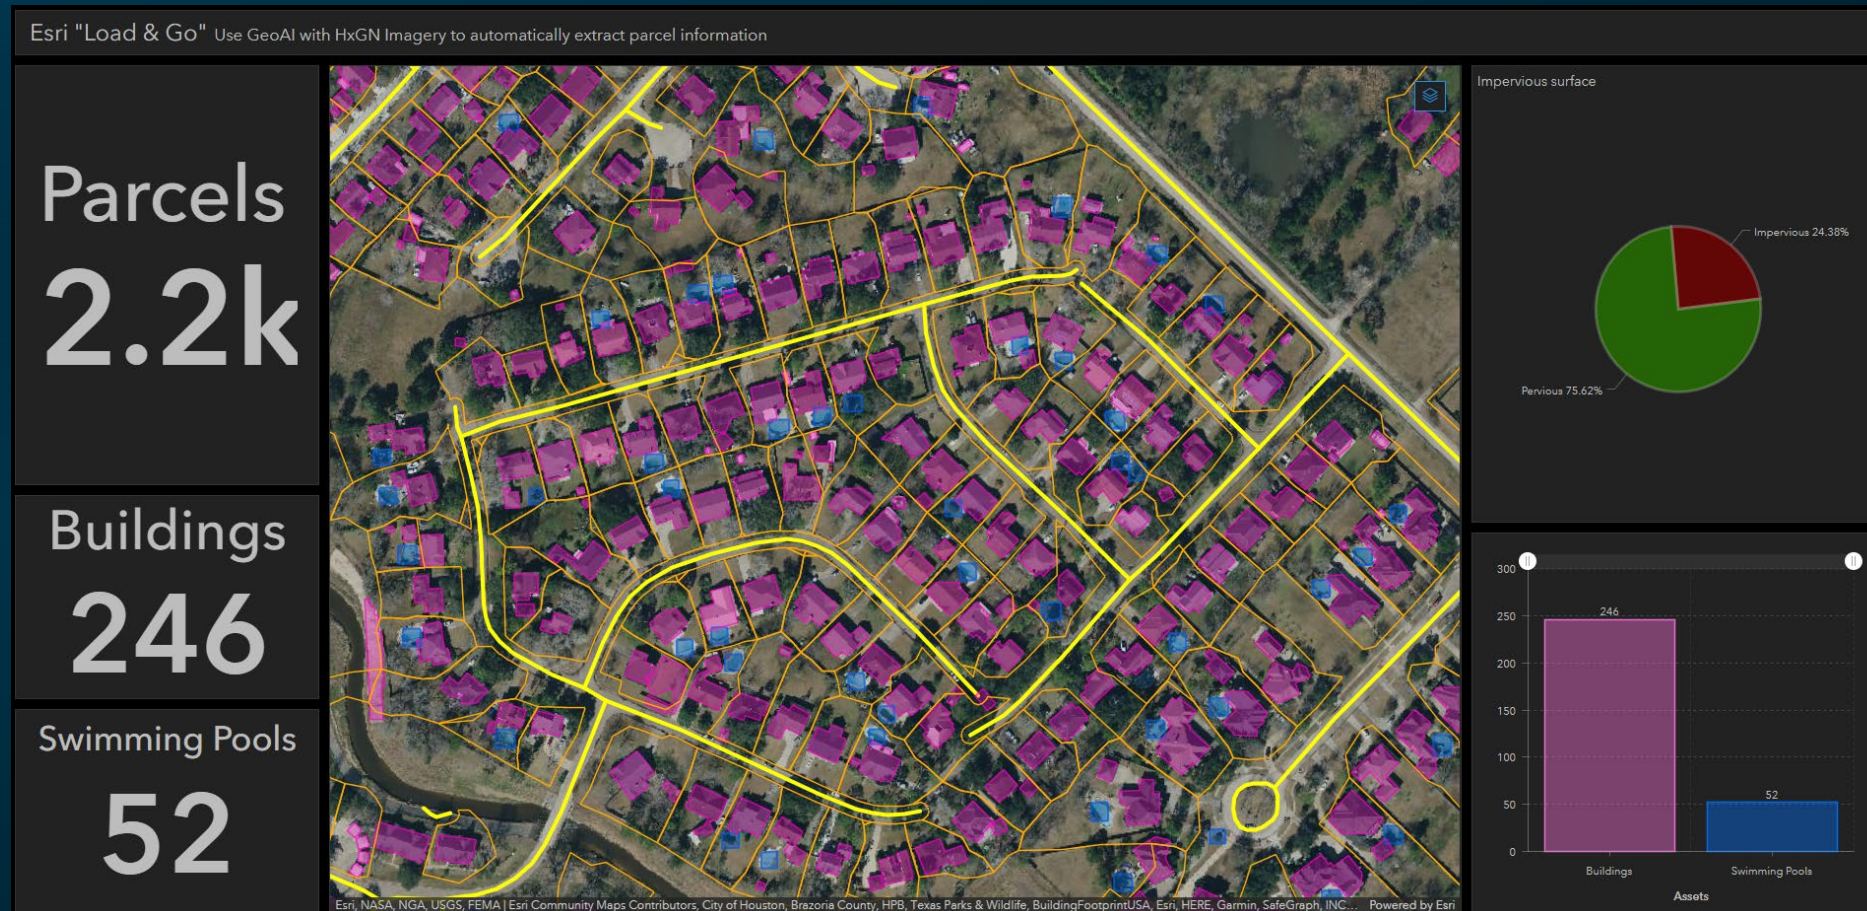 Esri "Load & Go" Use GeoAI with HxGN Imagery to automatically extract parcel information
Parcels
2.2k
Buildings
246
Swimming Pools
52
Esri, NASA, NGA, USGS, FEMA | Esri Community Maps Contributors, City of Houston, Brazoria County, HPB, Texas Parks & Wildlife, BuildingFootprintUSA, Esri, HERE, Garmin, SafeGraph, INC... Powered by Esri
Impervious surface
Impervious 24.38%
Pervious 75.62%
300
250
200
150
100
50
0
246
52
Buildings
Swimming Pools
Assets